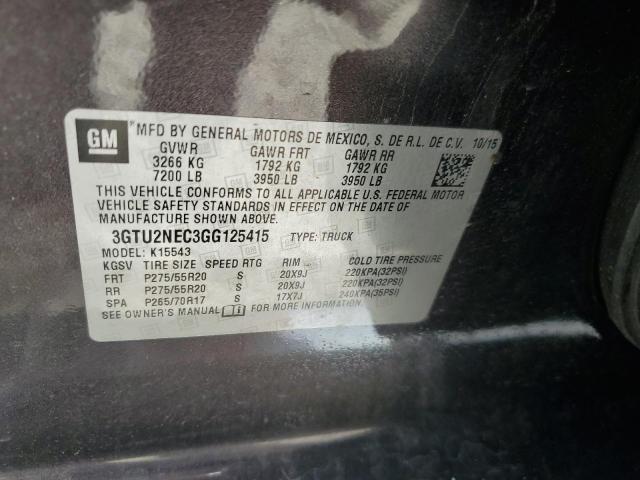 GM
MFD BY GENERAL MOTORS DE MEXICO, S. DE R.L. DE C.V. 10/15
GVWR GAWR FRT GAWR RR
3266 KG 1792 KG 1792 KG
7200 LB 3950 LB 3950 LB
THIS VEHICLE CONFORMS TO ALL APPLICABLE U.S. FEDERAL MOTOR
VEHICLE SAFETY STANDARDS IN EFFECT ON THE DATE OF
MANUFACTURE SHOWN ABOVE.
3GTU2NEC3GG125415 TYPE: TRUCK
MODEL: K15543
KGSV TIRE SIZE SPEED RTG RIM COLD TIRE PRESSURE
FRT P275/55R20 S 20X9J 220KPA(32PSI)
RR P275/55R20 S 20X9J 220KPA(32PSI)
SPA P265/70R17 S 17X7J 240KPA(35PSI)
SEE OWNER'S MANUAL FOR MORE INFORMATION.